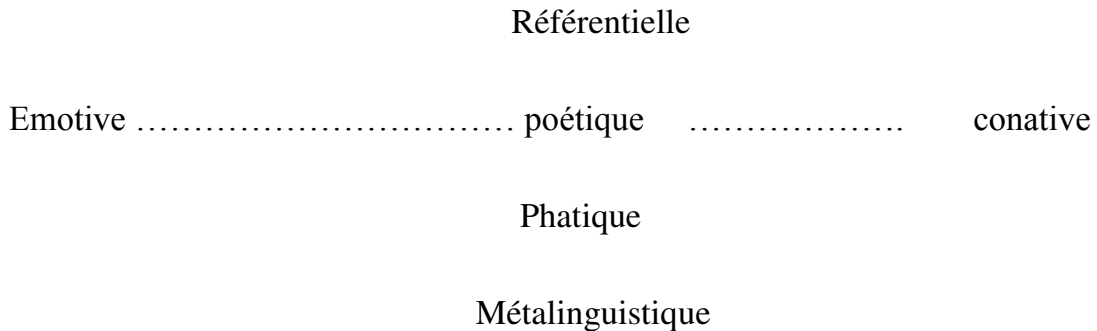 Référentielle
Emotive …………………………… poétique ………………. conative
Phatique
Métalinguistique